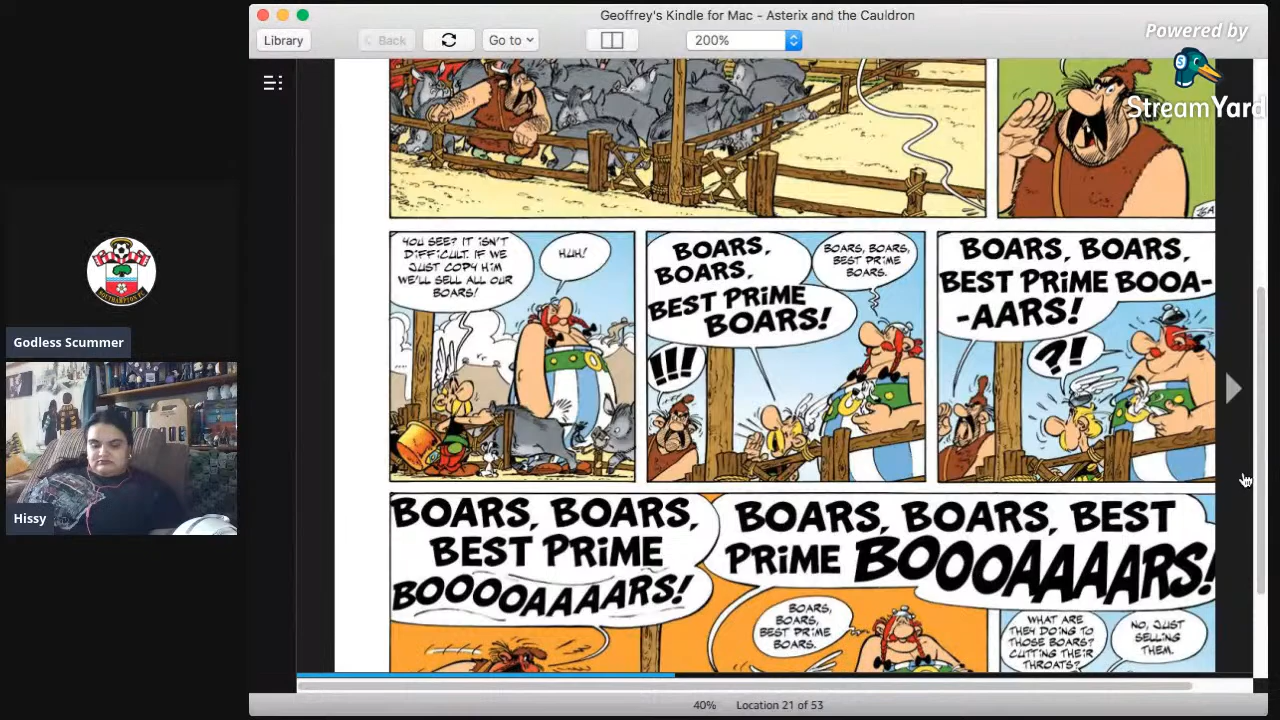 Geoffrey's Kindle for Mac - Asterix and the Cauldron
Powered by
StreamYard
Library
Back
Go to
200%
YOU SEE? IT ISN'T
DIFFICULT. IF WE
JUST COPY HIM
WE'LL SELL ALL OUR
BOARS!
HUH!
BOARS,
BOARS,
BEST PRIME
BOARS!
BOARS, BOARS,
BEST PRIME
BOARS.
!!!
BOARS, BOARS,
BEST PRIME BOOA-
-AARS!
?!
BOARS, BOARS,
BEST PRIME
BOOOOAAAARS!
BOARS, BOARS, BEST
PRIME BOOOAAAARS!
BOARS,
BOARS,
BEST PRIME
BOARS.
WHAT ARE
THEY DOING TO
THOSE BOARS?
CUTTING THEIR
THROATS?
NO, JUST
SELLING
THEM.
SOUTHAMPTON FC
Godless Scummer
Hissy
40%
Location 21 of 53